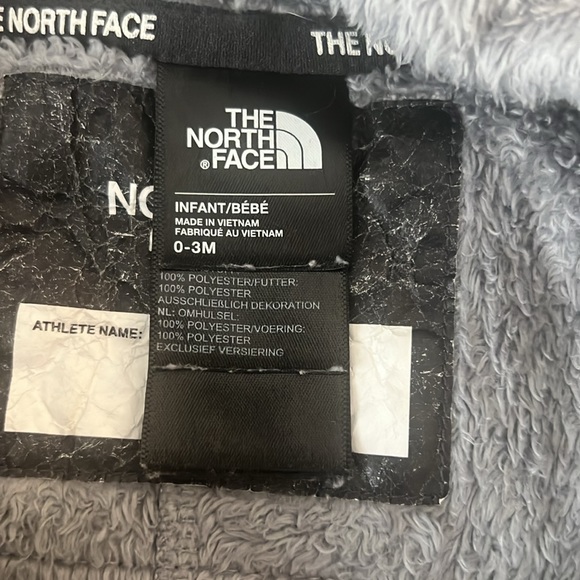 THE NORTH FACE
THE NO
THE
NORTH
® FACE
INFANT/BÉBÉ
MADE IN VIETNAM
FABRIQUÉ AU VIETNAM
0-3M
100% POLYESTER/FUTTER:
100% POLYESTER
AUSSCHLIEßLICH DEKORATION
NL: OMHULSEL:
100% POLYESTER/VOERING:
100% POLYESTER
EXCLUSIEF VERSIERING
NO
ATHLETE NAME: